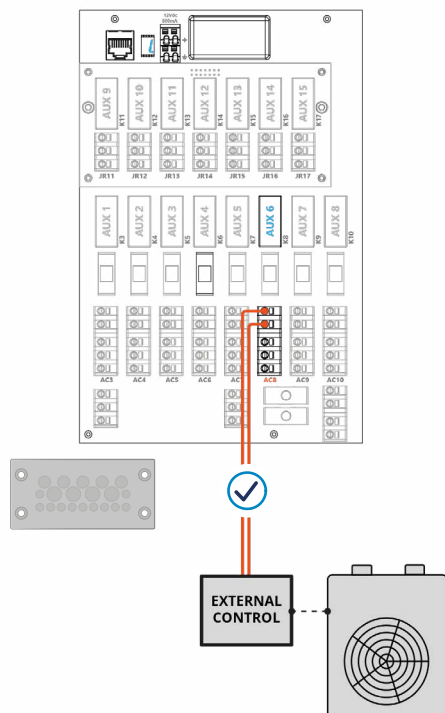 12Vdc
600mA
AUX 9
K11
AUX 10
K12
AUX 11
K13
AUX 12
K14
AUX 13
K15
AUX 14
K16
AUX 15
K17
JR11
JR12
JR13
JR14
JR15
JR16
JR17
AUX 1
K3
AUX 2
K4
AUX 3
K5
AUX 4
K6
AUX 5
K7
AUX 6
K8
AUX 7
K9
AUX 8
K10
AC3
AC4
AC5
AC6
AC8
AC9
AC10
EXTERNAL
CONTROL